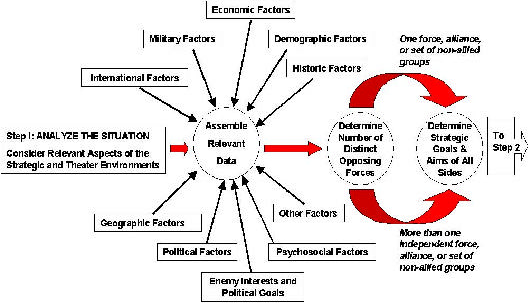 Economic Factors
Military Factors
Demographic Factors
International Factors
Historic Factors
One force, alliance,
or set of non-allied
groups
Step I: ANALYZE THE SITUATION
Consider Relevant Aspects of the
Strategic and Theater Environments
Assemble
Relevant
Data
Determine
Number of
Distinct
Opposing
Forces
Determine
Strategic
Goals &
Aims of All
Sides
To
Step 2
Geographic Factors
Political Factors
Enemy Interests and
Political Goals
Psychosocial Factors
Other Factors
More than one
independent force,
alliance, or set of
non-allied groups